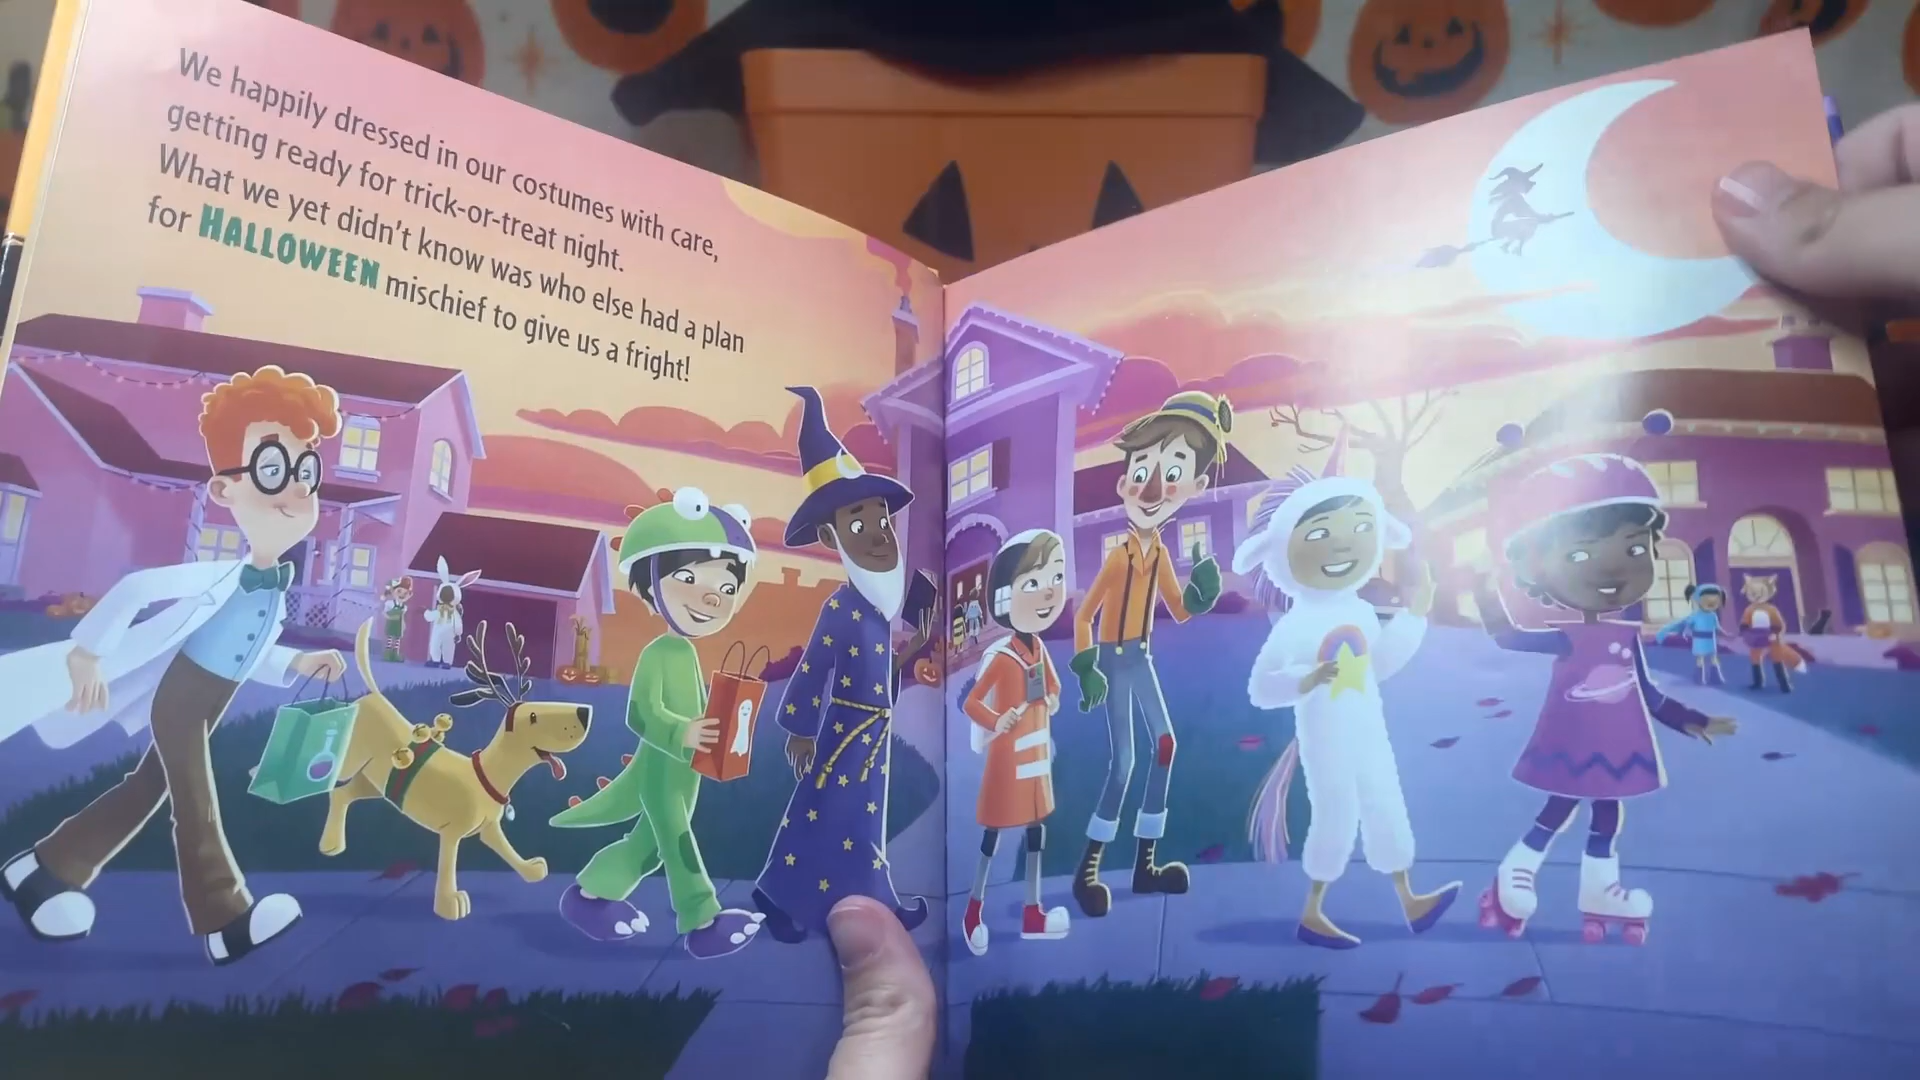 We happily dressed in our costumes with care,
getting ready for trick-or-treat night.
What we yet didn't know was who else had a plan
for HALLOWEEN mischief to give us a fright!